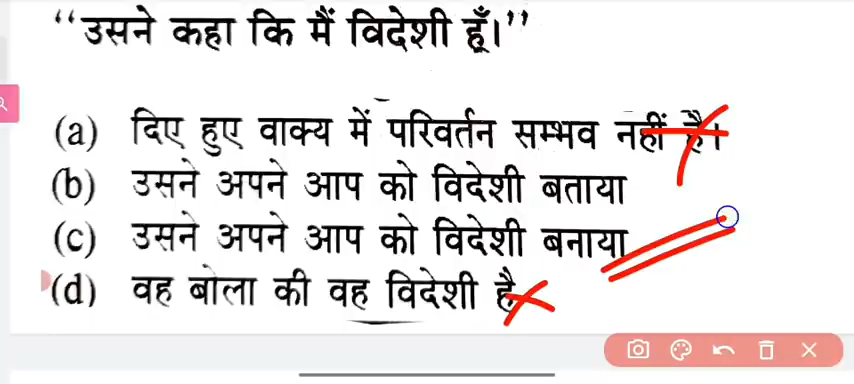 “उसने कहा कि मैं विदेशी हूँ।”
(a) दिए हुए वाक्य में परिवर्तन सम्भव नहीं है।
(b) उसने अपने आप को विदेशी बताया
(c) उसने अपने आप को विदेशी बनाया
(d) वह बोला की वह विदेशी है